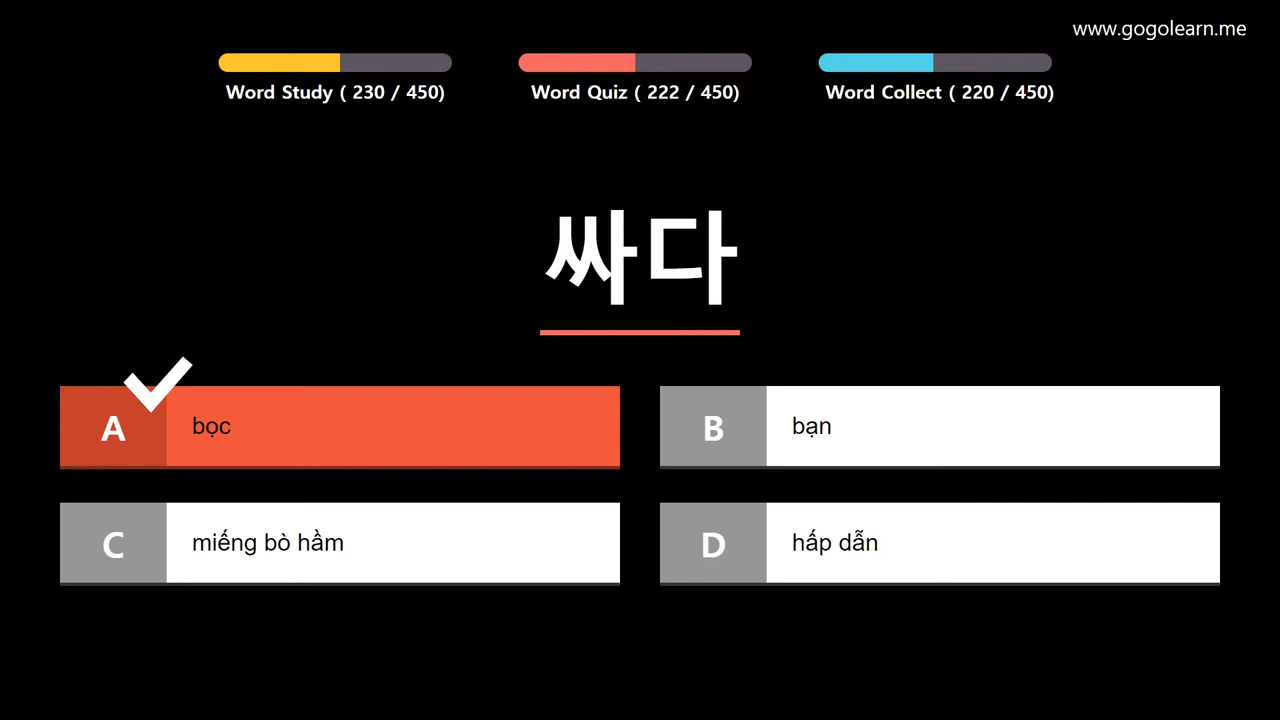 www.gogolearn.me
Word Study ( 230 / 450)
Word Quiz ( 222 / 450)
Word Collect ( 220 / 450)
싸다
A bọc
B bạn
C miếng bò hầm
D hấp dẫn